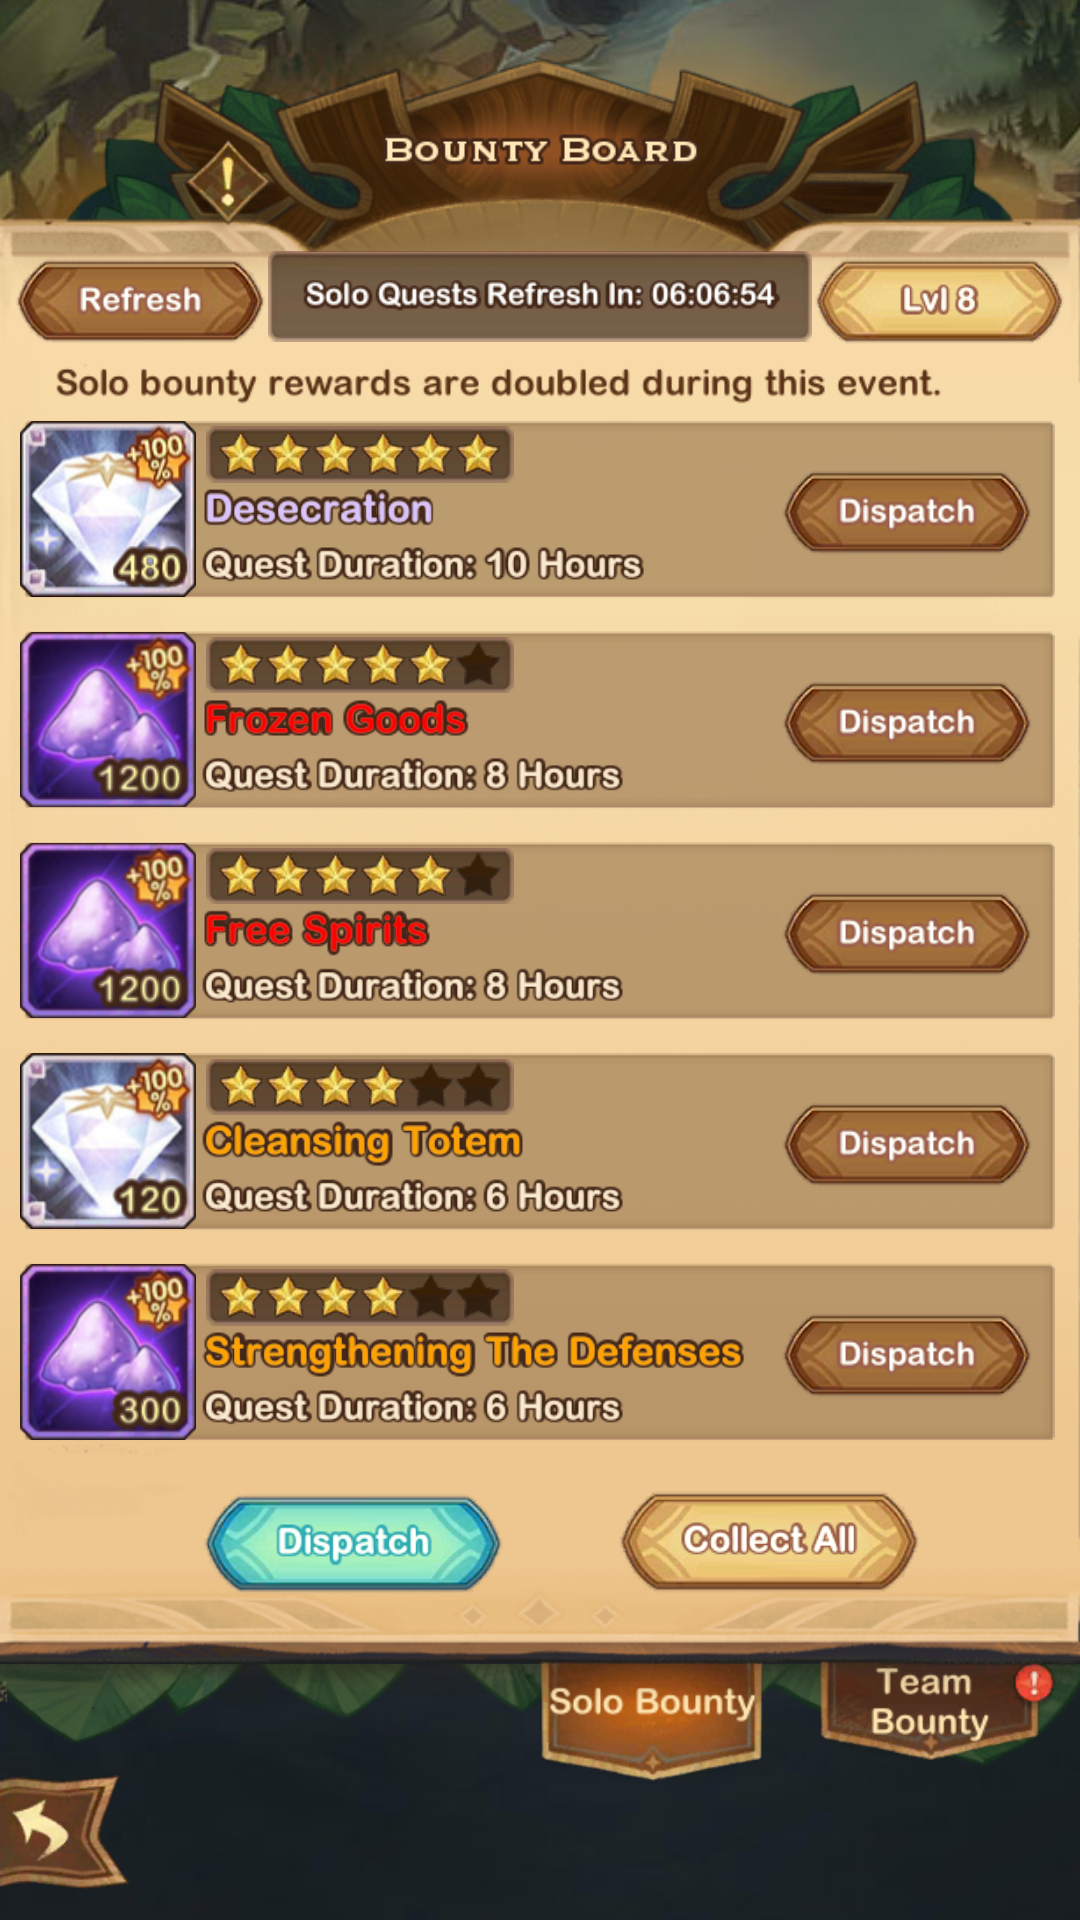 Bounty Board
Refresh
Solo Quests Refresh In: 06:06:54
Lvl 8
Solo bounty rewards are doubled during this event.
+100
%
480
Desecration
Quest Duration: 10 Hours
Dispatch
+100
%
1200
Frozen Goods
Quest Duration: 8 Hours
Dispatch
+100
%
1200
Free Spirits
Quest Duration: 8 Hours
Dispatch
+100
%
120
Cleansing Totem
Quest Duration: 6 Hours
Dispatch
+100
%
300
Strengthening The Defenses
Quest Duration: 6 Hours
Dispatch
Dispatch
Collect All
Solo Bounty
Team
Bounty